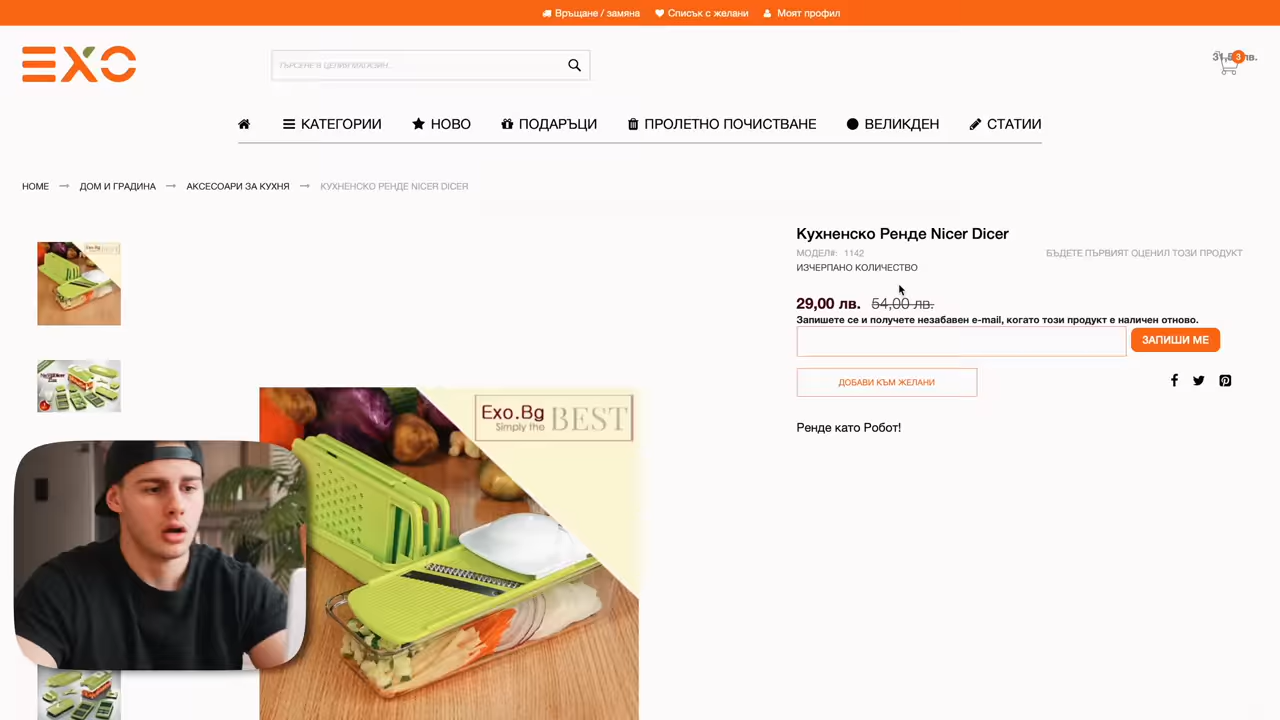 Връщане / замяна
Списък с желани
Моят профил
EXO
3
КАТЕГОРИИ
НОВО
ПОДАРЪЦИ
ПРОЛЕТНО ПОЧИСТВАНЕ
ВЕЛИКДЕН
СТАТИИ
HOME
ДОМ И ГРАДИНА
АКСЕСОАРИ ЗА КУХНЯ
КУХНЕНСКО РЕНДЕ NICER DICER
Кухненско Ренде Nicer Dicer
МОДЕЛ#: 1142
БЪДЕТЕ ПЪРВИЯТ ОЦЕНИЛ ТОЗИ ПРОДУКТ
ИЗЧЕРПАНО КОЛИЧЕСТВО
29,00 лв. 54,00 лв.
Запишете се и получете незабавен e-mail, когато този продукт е наличен отново.
ЗАПИШИ МЕ
ДОБАВИ КЪМ ЖЕЛАНИ
Ренде като Робот!
Exo.Bg
Simply the BEST